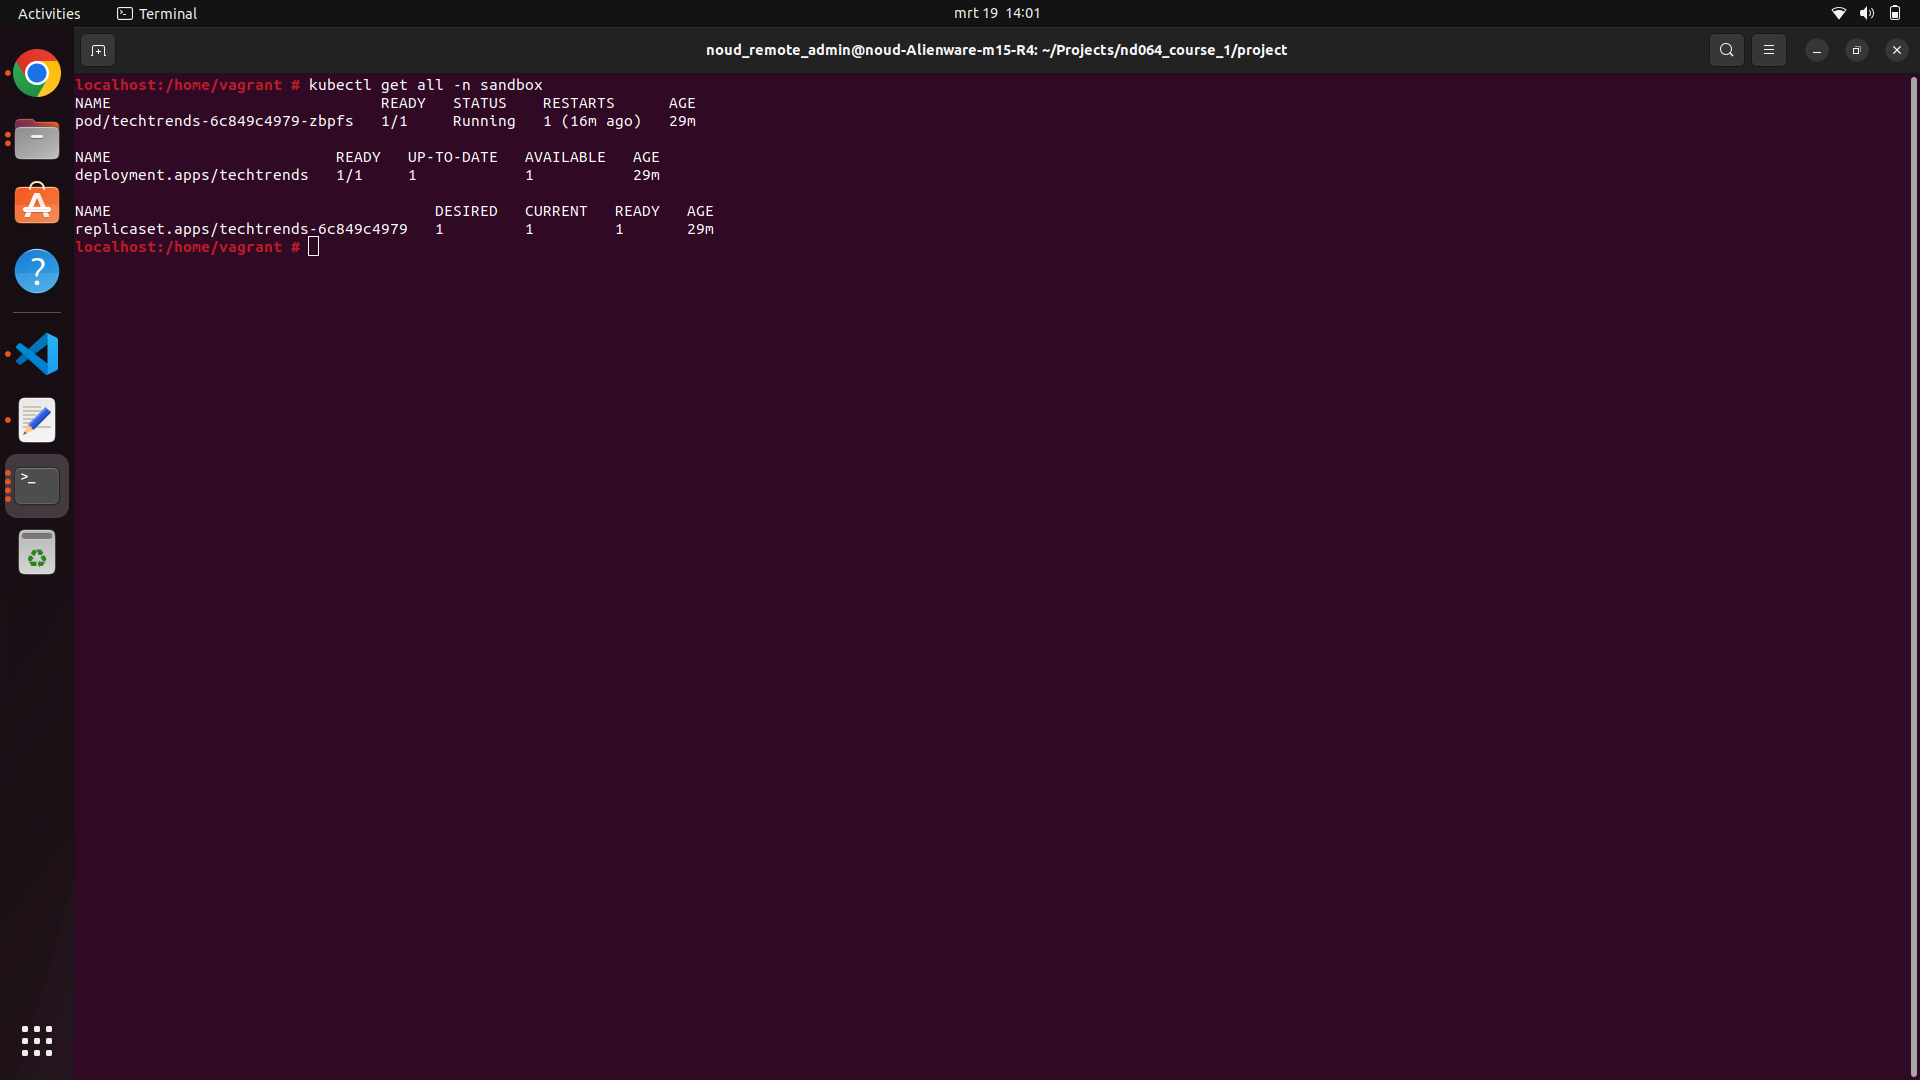 Activities Terminal mrt 19 14:01
noud_remote_admin@noud-Alienware-m15-R4: ~/Projects/nd064_course_1/project
localhost:/home/vagrant # kubectl get all -n sandbox
NAME                              READY   STATUS    RESTARTS      AGE
pod/techtrends-6c849c4979-zbpfs   1/1     Running   1 (16m ago)   29m

NAME                         READY   UP-TO-DATE   AVAILABLE   AGE
deployment.apps/techtrends   1/1     1            1           29m

NAME                                    DESIRED   CURRENT   READY   AGE
replicaset.apps/techtrends-6c849c4979   1         1         1       29m
localhost:/home/vagrant #